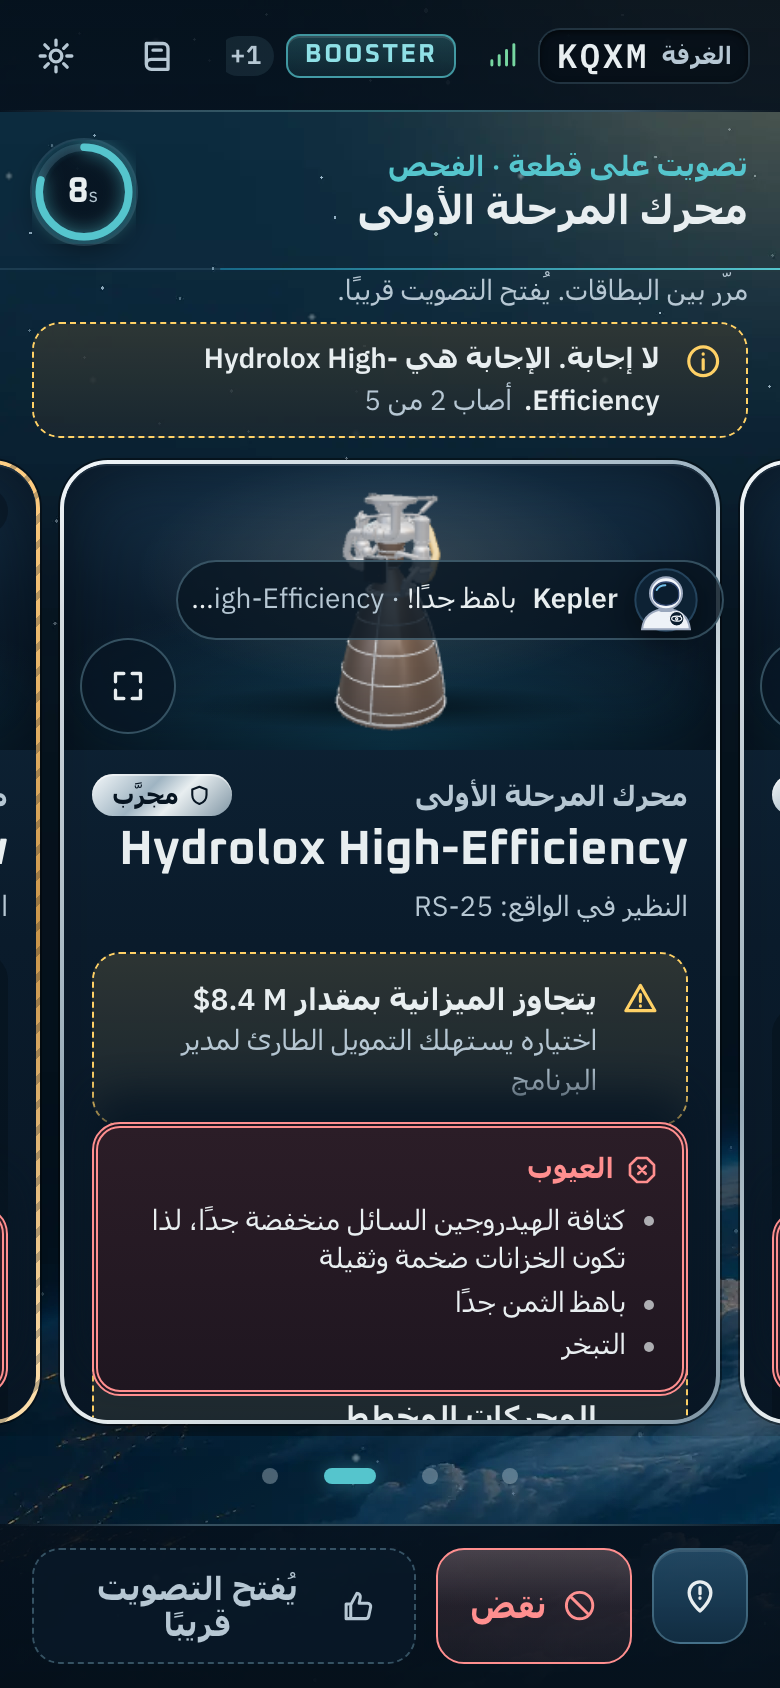 الغرفة KQXM
BOOSTER
+1
تصويت على قطعة · الفحص
محرك المرحلة الأولى
8s
مرّر بين البطاقات. يُفتح التصويت قريبًا.
لا إجابة. الإجابة هي Hydrolox High-
Efficiency. أصاب 2 من 5
Kepler باهظ جدًا! · igh-Efficiency...
محرك المرحلة الأولى
مجرَّب
Hydrolox High-Efficiency
النظير في الواقع: RS-25
يتجاوز الميزانية بمقدار $8.4 M
اختياره يستهلك التمويل الطارئ لمدير
البرنامج
العيوب
كثافة الهيدروجين السائل منخفضة جدًا، لذا
تكون الخزانات ضخمة وثقيلة
باهظ الثمن جدًا
التبخر
المحركات المخطط
نقض
يُفتح التصويت
قريبًا